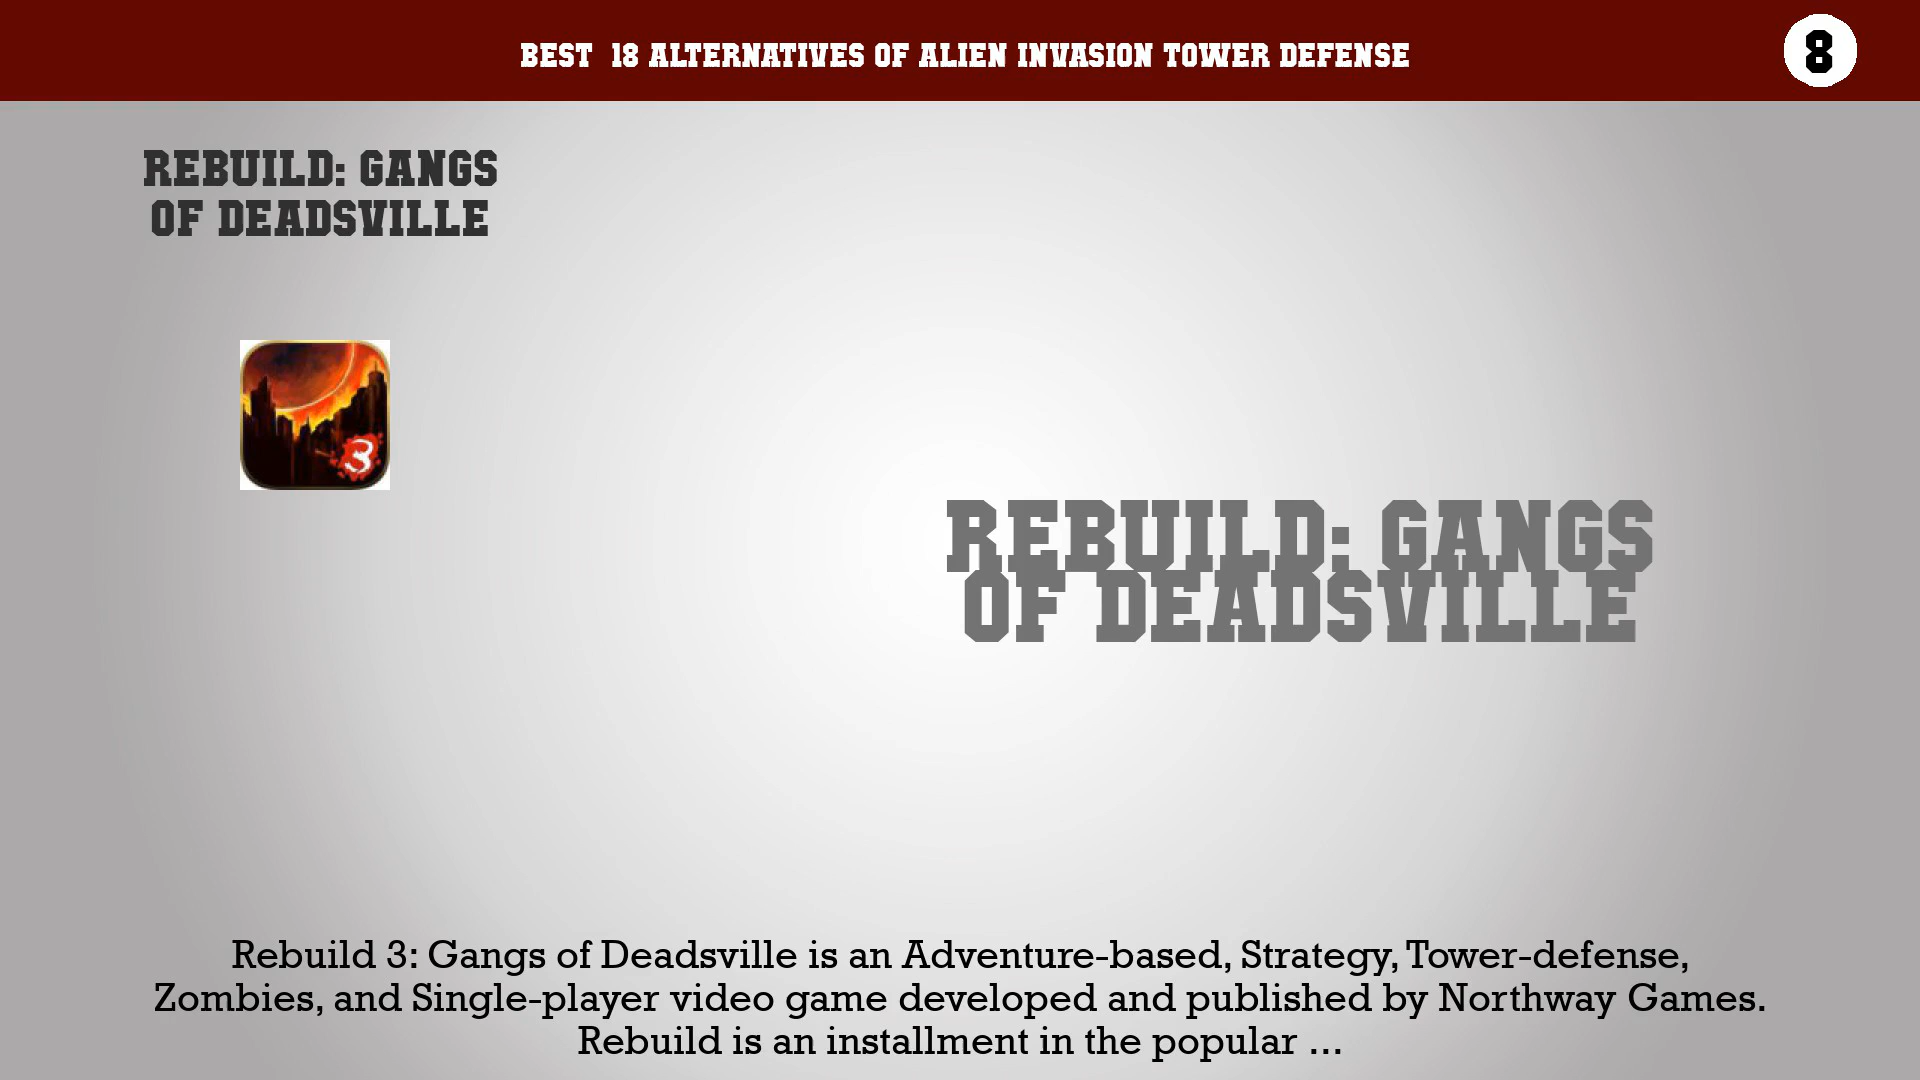 BEST 18 ALTERNATIVES OF ALIEN INVASION TOWER DEFENSE
8
REBUILD: GANGS
OF DEADSVILLE
3
REBUILD: GANGS
OF DEADSVILLE
Rebuild 3: Gangs of Deadsville is an Adventure-based, Strategy, Tower-defense,
Zombies, and Single-player video game developed and published by Northway Games.
Rebuild is an installment in the popular ...